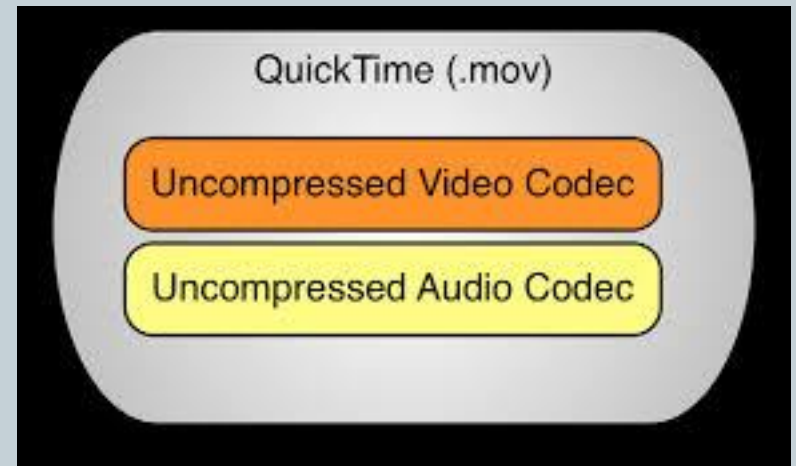 QuickTime (.mov)
Uncompressed Video Codec
Uncompressed Audio Codec